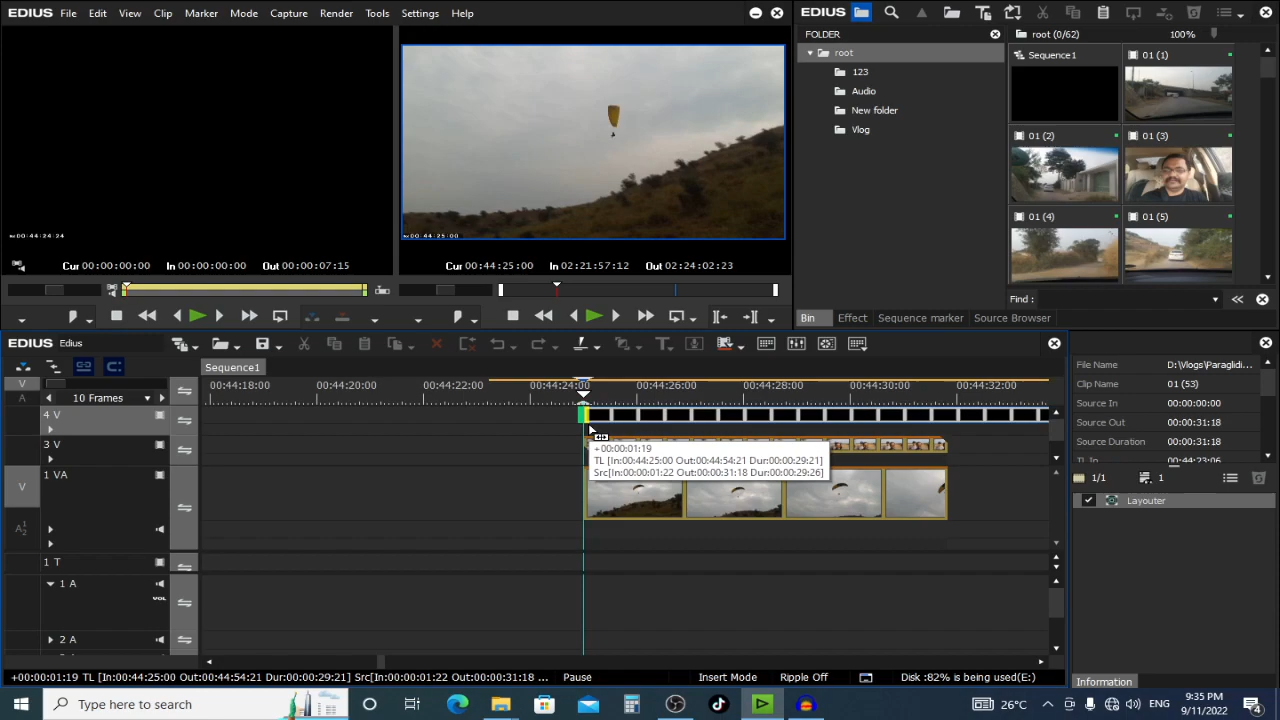 EDIUS File Edit View Clip Marker Mode Capture Render Tools Settings Help
00:44:24:24
00:44:25:00
Cur 00:00:00:00 In 00:00:00:00 Out 00:00:07:15
Cur 00:44:25:00 In 02:21:57:12 Out 02:24:02:23
EDIUS
FOLDER
root (0/62) 100%
root
123
Audio
New folder
Vlog
Sequence1 01 (1)
01 (2) 01 (3)
01 (4) 01 (5)
Find :
Bin Effect Sequence marker Source Browser
EDIUS Edius
Sequence1
V
A
10 Frames
00:44:18:00 00:44:20:00 00:44:22:00 00:44:24:00 00:44:26:00 00:44:28:00 00:44:30:00 00:44:32:00
4 V
3 V
1 VA
V
A1
2
1 T
1 A
VOL
2 A
+00:00:01:19
TL [In:00:44:25:00 Out:00:44:54:21 Dur:00:00:29:21]
Src[In:00:00:01:22 Out:00:00:31:18 Dur:00:00:29:26]
File Name D:\Vlogs\Paraglidi...
Clip Name 01 (53)
Source In 00:00:00:00
Source Out 00:00:31:18
Source Duration 00:00:31:18
TL In 00:44:23:06
1/1 1
Layouter
Information
+00:00:01:19 TL [In:00:44:25:00 Out:00:44:54:21 Dur:00:00:29:21] Src[In:00:00:01:22 Out:00:00:31:18 ... Pause Insert Mode Ripple Off Disk :82% is being used(E:)
Type here to search
26°C
ENG
9:35 PM
9/11/2022